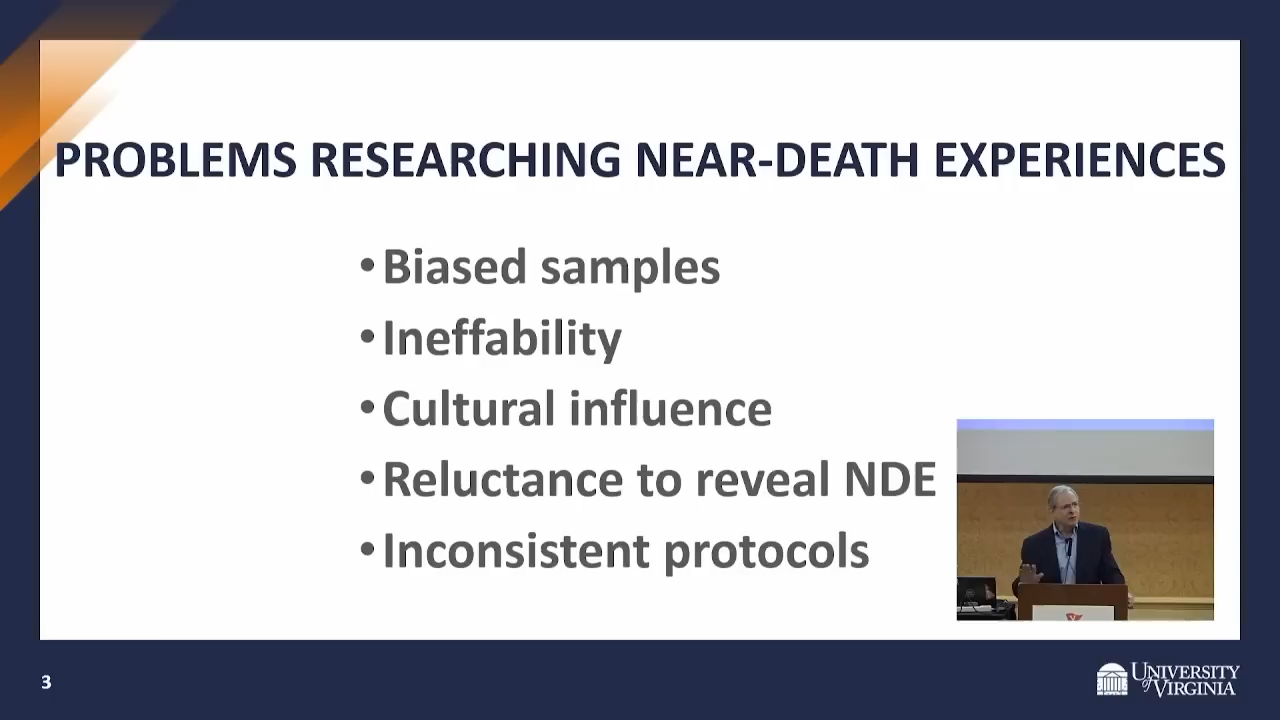 PROBLEMS RESEARCHING NEAR-DEATH EXPERIENCES
•Biased samples
•Ineffability
•Cultural influence
•Reluctance to reveal NDE
•Inconsistent protocols
3
UNIVERSITY
of VIRGINIA